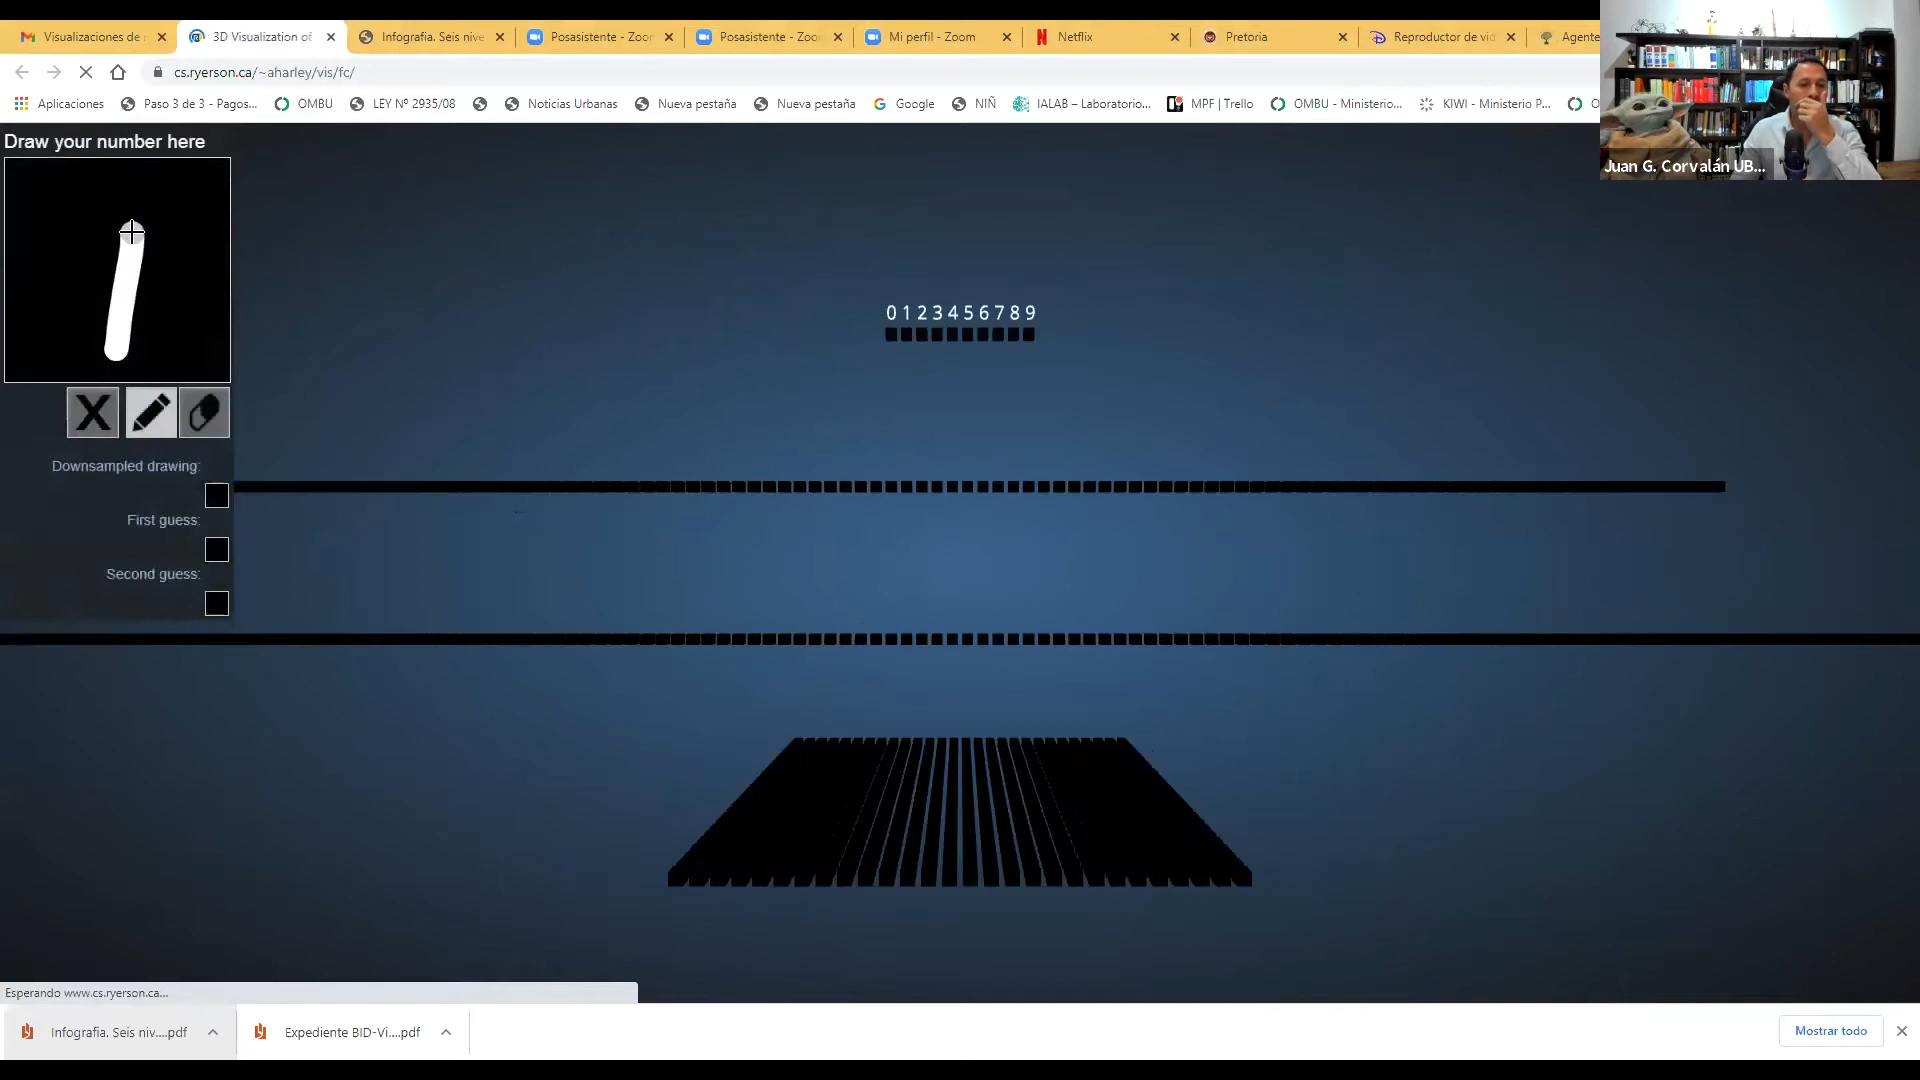 Visualizaciones de
3D Visualization of
Infografia. Seis nive
Posasistente - Zoo
Posasistente - Zoo
Mi perfil - Zoom
Netflix
Pretoria
Reproductor de vi
Agente
cs.ryerson.ca/~aharley/vis/fc/
Aplicaciones
Paso 3 de 3 - Pagos...
OMBU
LEY Nº 2935/08
Noticias Urbanas
Nueva pestaña
Nueva pestaña
Google
NIÑ
IALAB – Laboratorio...
MPF | Trello
OMBU - Ministerio...
KIWI - Ministerio P...
O
Juan G. Corvalán UB...
Draw your number here
0 1 2 3 4 5 6 7 8 9
X
Downsampled drawing:
First guess:
Second guess:
Esperando www.cs.ryerson.ca...
Infografia. Seis niv....pdf
Expediente BID-Vi....pdf
Mostrar todo